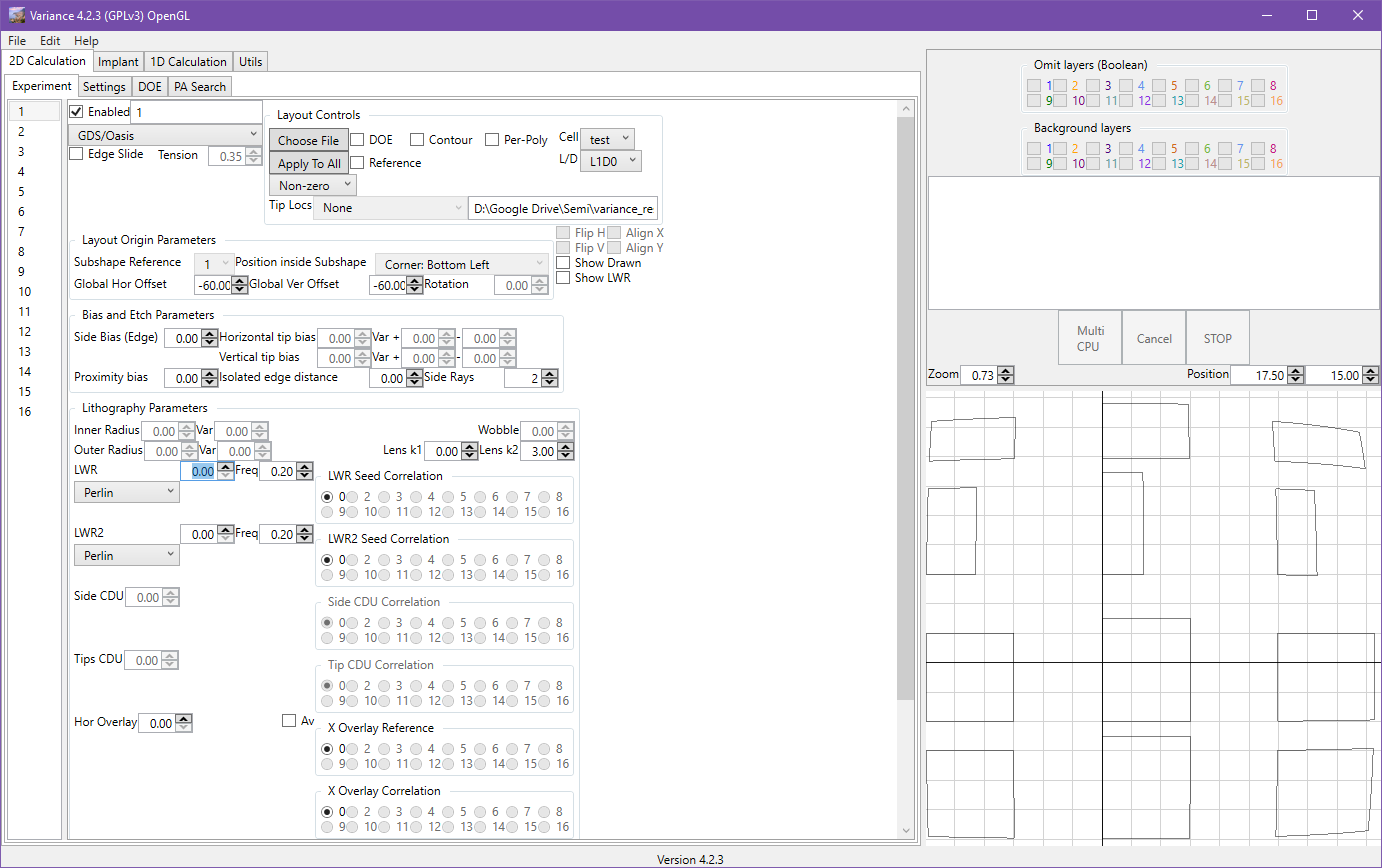 Variance 4.2.3 (GPLv3) OpenGL
File Edit Help
2D Calculation Implant 1D Calculation Utils
Experiment Settings DOE PA Search
1
2
3
4
5
6
7
8
9
10
11
12
13
14
15
16
Enabled 1
GDS/Oasis
Edge Slide Tension 0.35
Layout Controls
Choose File DOE Contour Per-Poly Cell test
Apply To All Reference L/D L1D0
Non-zero
Tip Locs None D:\Google Drive\Semi\variance_re
Layout Origin Parameters
Subshape Reference 1 Position inside Subshape Corner: Bottom Left
Global Hor Offset -60.00 Global Ver Offset -60.00 Rotation 0.00
Flip H Align X
Flip V Align Y
Show Drawn
Show LWR
Bias and Etch Parameters
Side Bias (Edge) 0.00 Horizontal tip bias 0.00 Var + 0.00 - 0.00
Vertical tip bias 0.00 Var + 0.00 - 0.00
Proximity bias 0.00 Isolated edge distance 0.00 Side Rays 2
Lithography Parameters
Inner Radius 0.00 Var 0.00 Wobble 0.00
Outer Radius 0.00 Var 0.00 Lens k1 0.00 Lens k2 3.00
LWR 0.00 Freq 0.20
Perlin
LWR Seed Correlation
0 2 3 4 5 6 7 8
9 10 11 12 13 14 15 16
LWR2 0.00 Freq 0.20
Perlin
LWR2 Seed Correlation
0 2 3 4 5 6 7 8
9 10 11 12 13 14 15 16
Side CDU 0.00
Side CDU Correlation
0 2 3 4 5 6 7 8
9 10 11 12 13 14 15 16
Tips CDU 0.00
Tip CDU Correlation
0 2 3 4 5 6 7 8
9 10 11 12 13 14 15 16
Hor Overlay 0.00 Av
X Overlay Reference
0 2 3 4 5 6 7 8
9 10 11 12 13 14 15 16
X Overlay Correlation
0 2 3 4 5 6 7 8
9 10 11 12 13 14 15 16
Omit layers (Boolean)
1 2 3 4 5 6 7 8
9 10 11 12 13 14 15 16
Background layers
1 2 3 4 5 6 7 8
9 10 11 12 13 14 15 16
Multi CPU
Cancel
STOP
Zoom 0.73 Position 17.50 15.00
Version 4.2.3